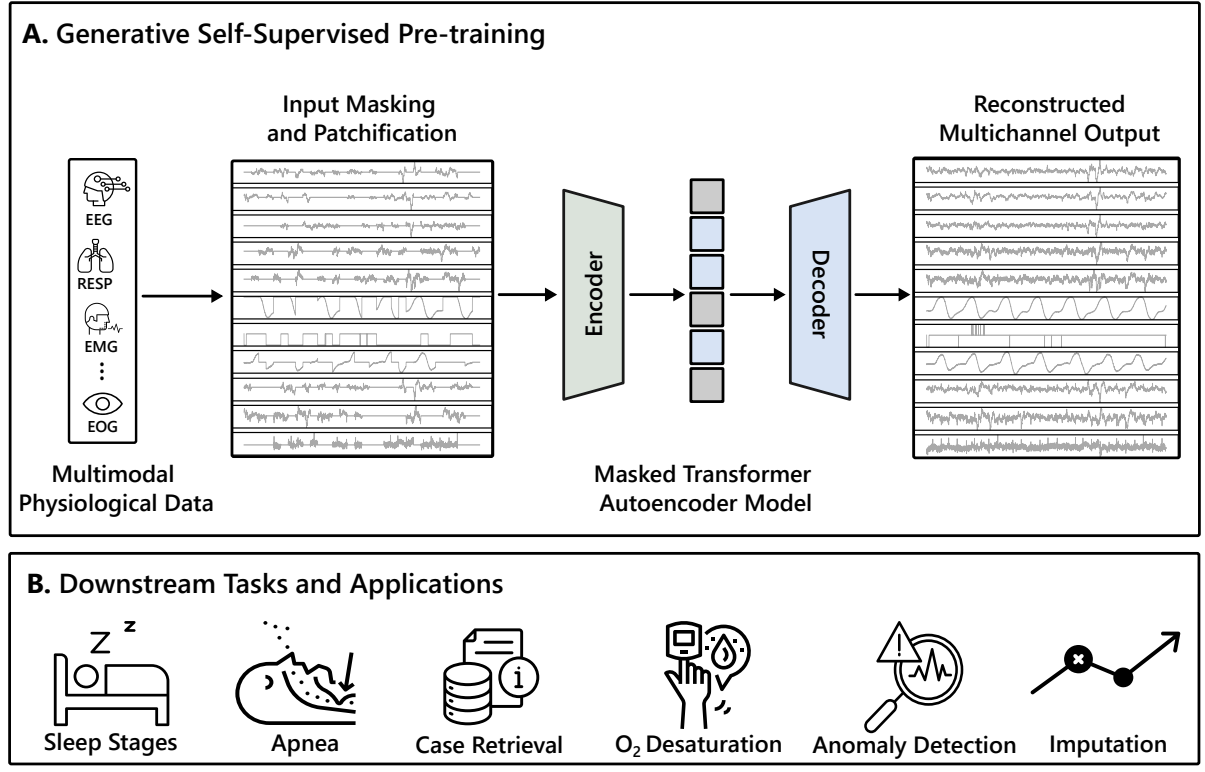 A. Generative Self-Supervised Pre-training
Input Masking
and Patchification
Reconstructed
Multichannel Output
EEG
RESP
EMG
EOG
Encoder
Decoder
Multimodal
Physiological Data
Masked Transformer
Autoencoder Model
B. Downstream Tasks and Applications
Z z
i
Sleep Stages
Apnea
Case Retrieval
O₂ Desaturation
Anomaly Detection
Imputation